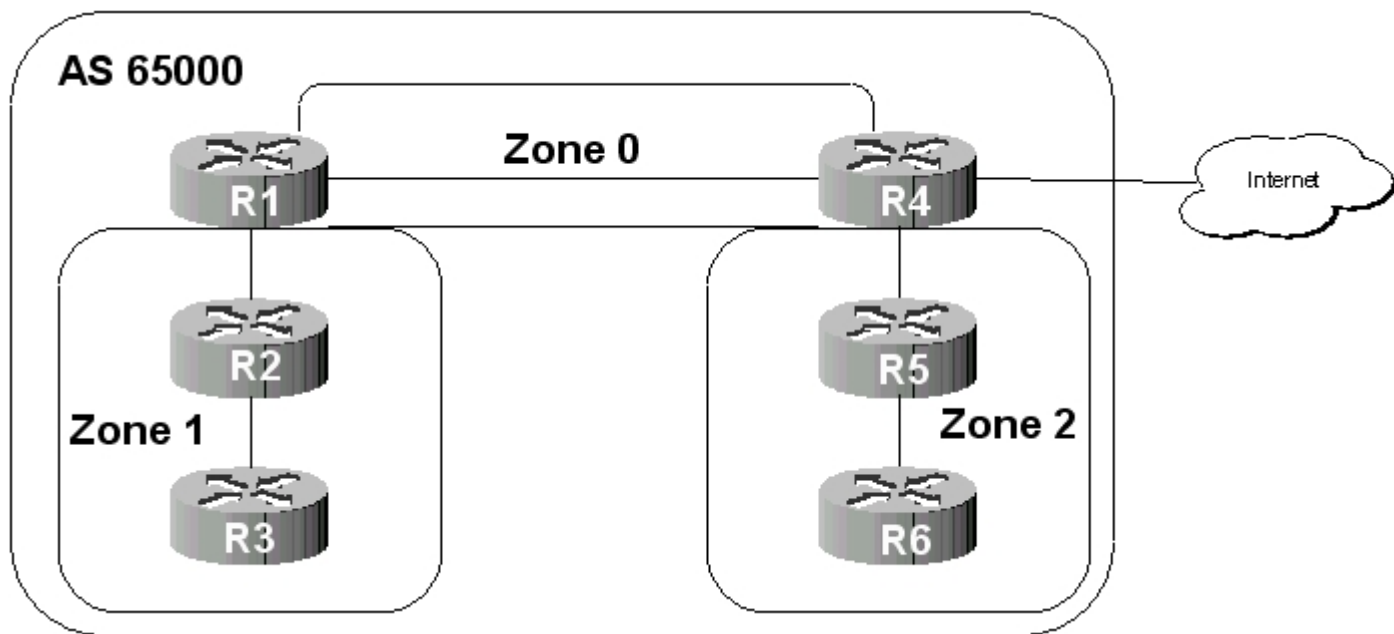 AS 65000
Zone 0
R1
R4
Internet
R2
R5
Zone 1
Zone 2
R3
R6